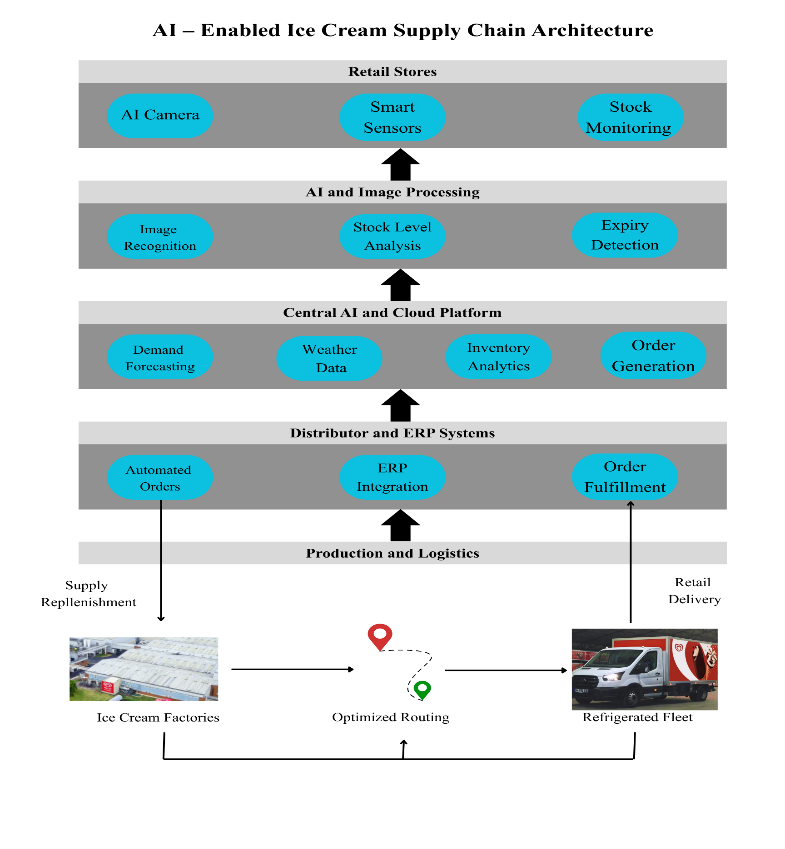 AI – Enabled Ice Cream Supply Chain Architecture
Retail Stores
AI Camera
Smart
Sensors
Stock
Monitoring
AI and Image Processing
Image
Recognition
Stock Level
Analysis
Expiry
Detection
Central AI and Cloud Platform
Demand
Forecasting
Weather
Data
Inventory
Analytics
Order
Generation
Distributor and ERP Systems
Automated
Orders
ERP
Integration
Order
Fulfillment
Production and Logistics
Supply
Repllenishment
Retail
Delivery
Ice Cream Factories
Optimized Routing
Refrigerated Fleet